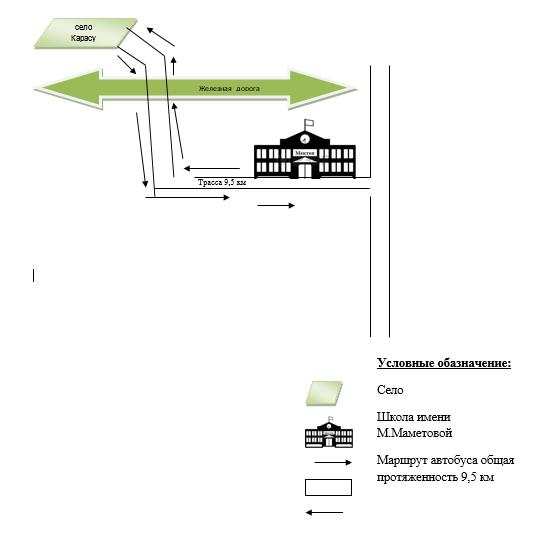 село
Карасу
Железная дорога
Мектеп
Трасса 9,5 км
Условные обазначение:
Село
Школа имени
М.Маметовой
Маршрут автобуса общая
протяженность 9,5 км